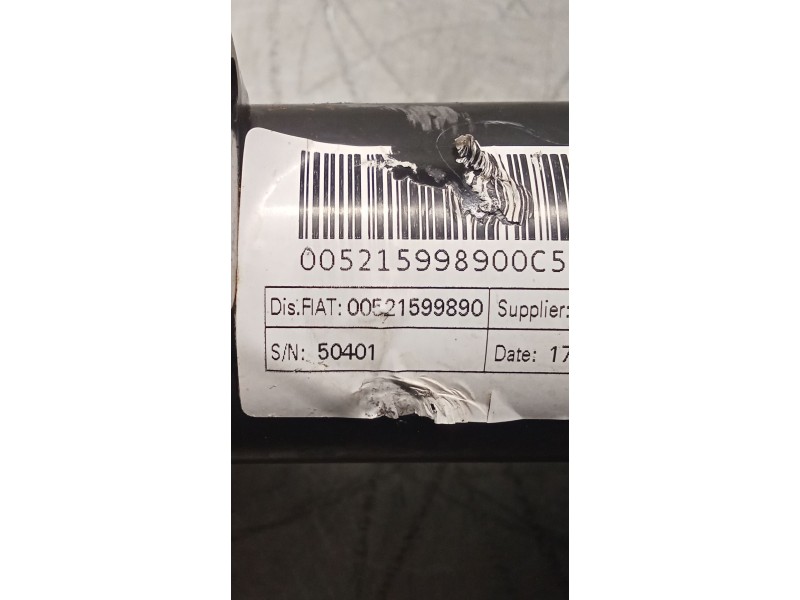 005215998900C5
Dis.FIAT: 00521599890 Supplier:
S/N: 50401 Date: 17